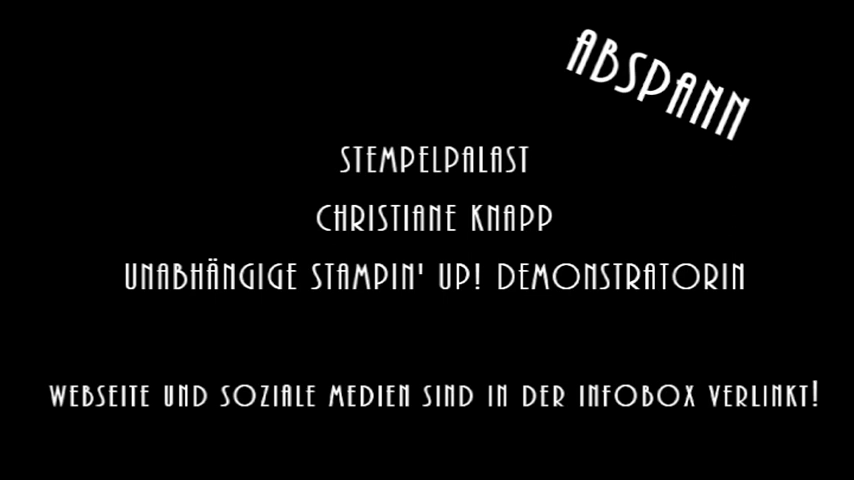 ABSPANN
STEMPELPALAST
CHRISTIANE KNAPP
UNABHÄNGIGE STAMPIN' UP! DEMONSTRATORIN
WEBSEITE UND SOZIALE MEDIEN SIND IN DER INFOBOX VERLINKT!